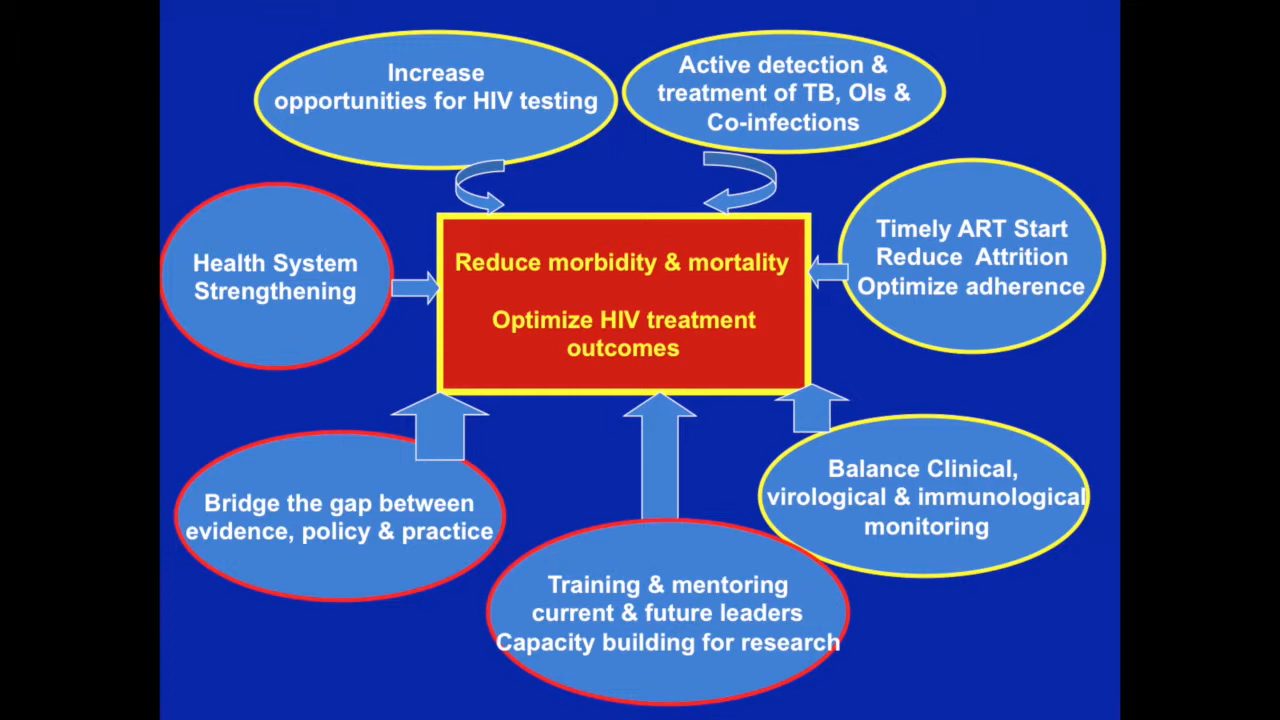 Increase
opportunities for HIV testing
Active detection &
treatment of TB, OIs &
Co-infections
Health System
Strengthening
Reduce morbidity & mortality
Optimize HIV treatment
outcomes
Timely ART Start
Reduce Attrition
Optimize adherence
Bridge the gap between
evidence, policy & practice
Training & mentoring
current & future leaders
Capacity building for research
Balance Clinical,
virological & immunological
monitoring